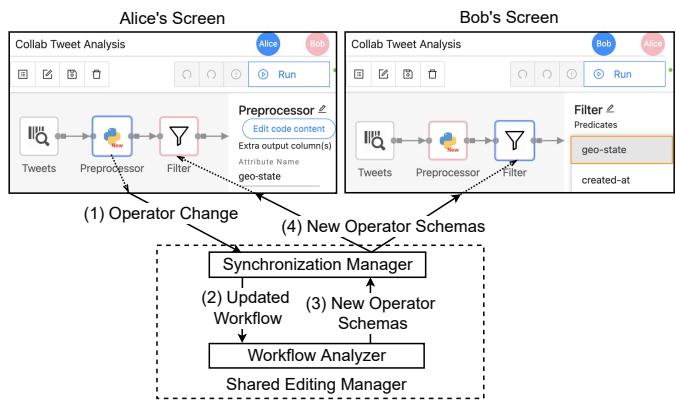 Alice's Screen
Collab Tweet Analysis
Alice
Bob
Run
Preprocessor
Edit code content
Extra output column(s)
Attribute Name
geo-state
New
Tweets
Preprocessor
Filter
Bob's Screen
Collab Tweet Analysis
Bob
Alice
Run
Filter
Predicates
geo-state
created-at
New
Tweets
Preprocessor
Filter
(1) Operator Change
(4) New Operator Schemas
Synchronization Manager
(2) Updated
Workflow
(3) New Operator
Schemas
Workflow Analyzer
Shared Editing Manager